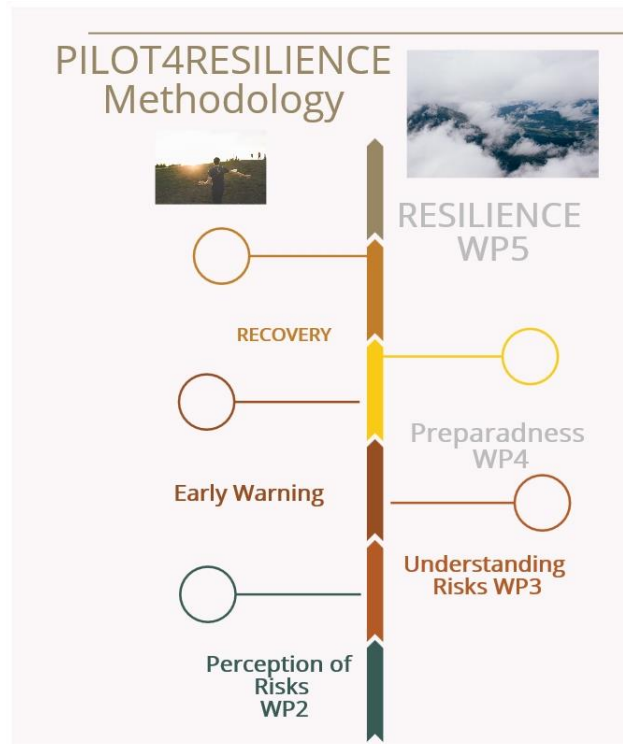 PILOT4RESILIENCE
Methodology
RESILIENCE
WP5
RECOVERY
Preparadness
WP4
Early Warning
Understanding
Risks WP3
Perception of
Risks
WP2